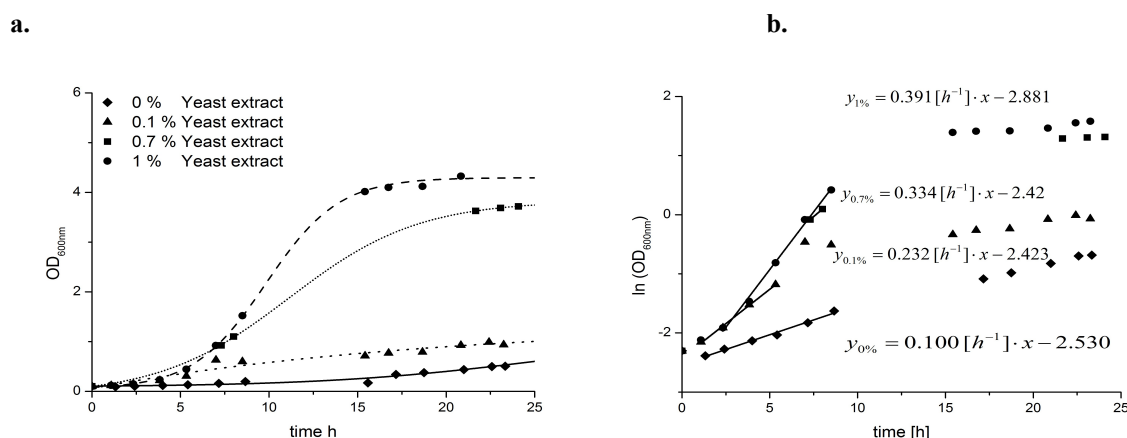 a.
6
4
2
0
OD600nm
0 % Yeast extract
0.1 % Yeast extract
0.7 % Yeast extract
1 % Yeast extract
0 5 10 15 20 25
time h
b.
2
0
-2
ln (OD600nm)
y1% = 0.391 [h⁻¹]· x − 2.881
y0.7% = 0.334 [h⁻¹]· x − 2.42
y0.1% = 0.232 [h⁻¹]· x − 2.423
y0% = 0.100 [h⁻¹]· x − 2.530
0 5 10 15 20 25
time [h]